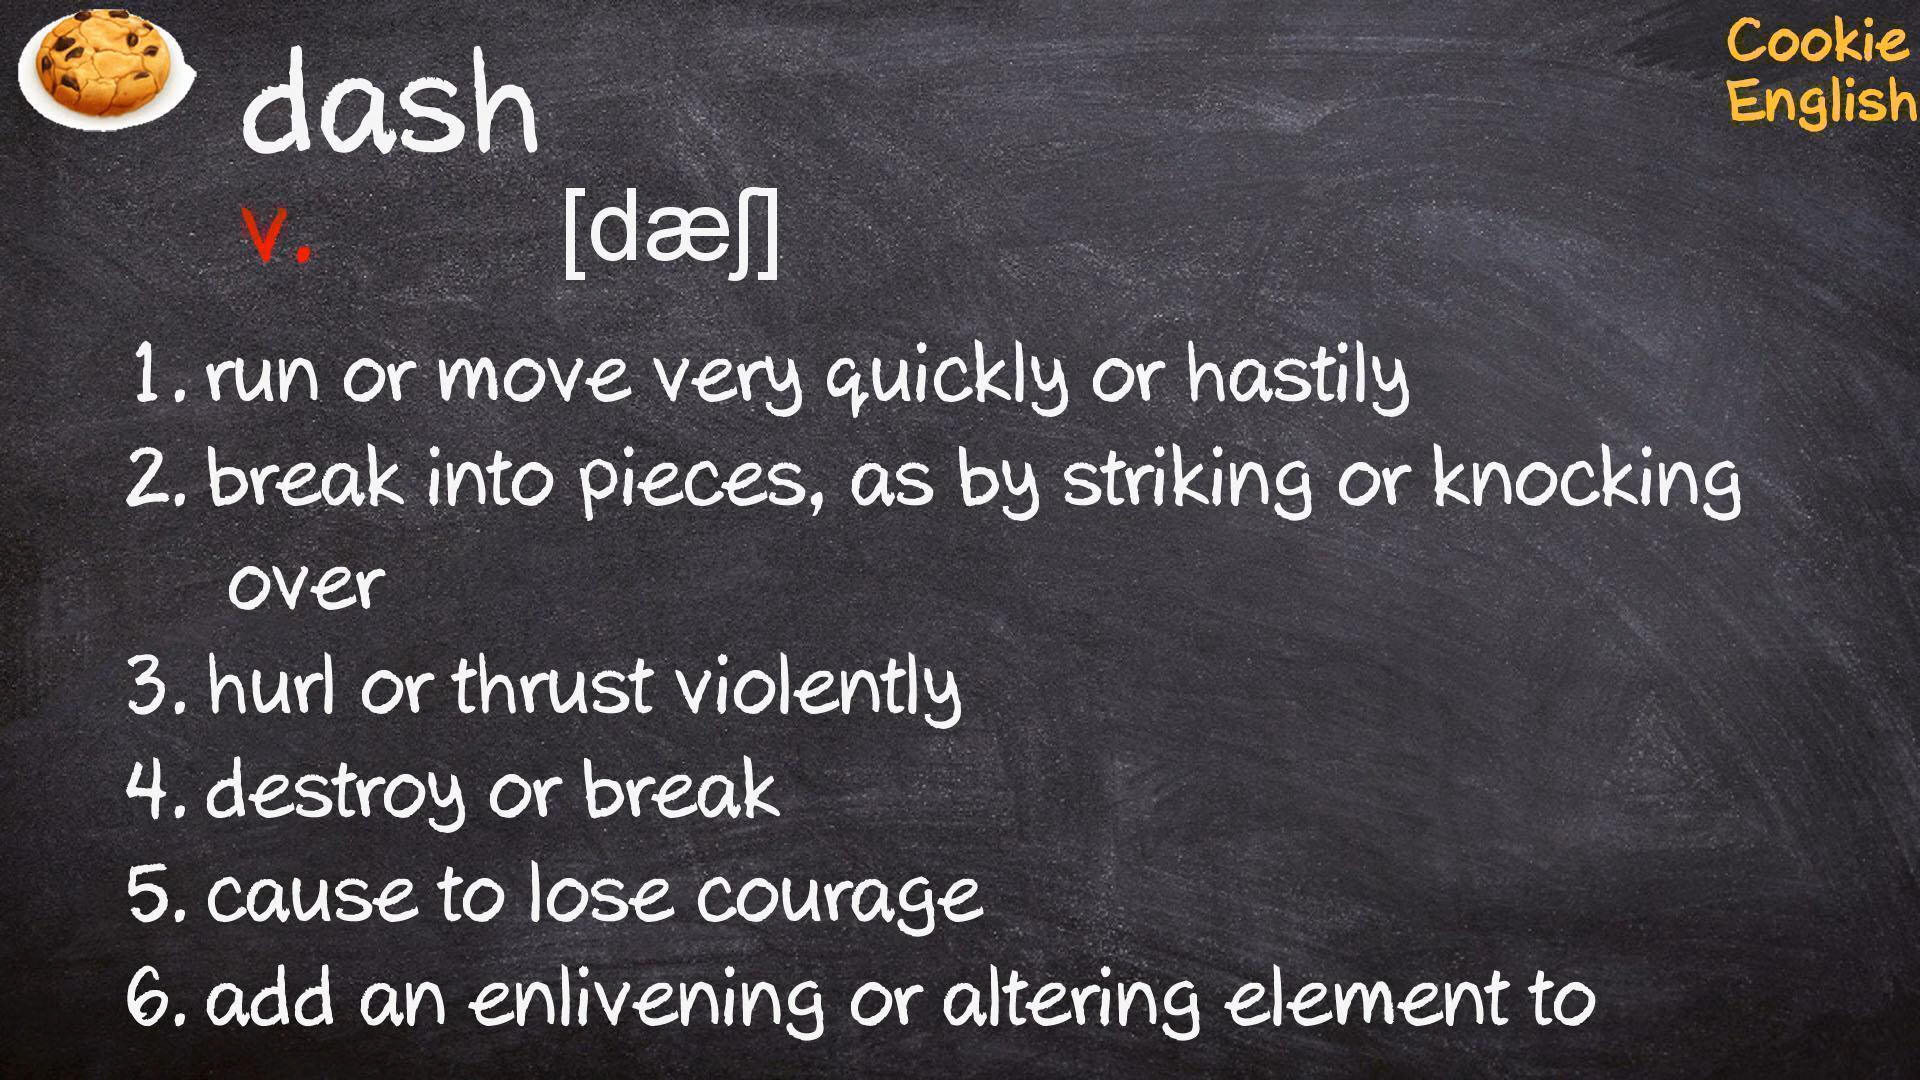 dash
Cookie
English
v. [dæʃ]
1. run or move very quickly or hastily
2. break into pieces, as by striking or knocking
over
3. hurl or thrust violently
4. destroy or break
5. cause to lose courage
6. add an enlivening or altering element to